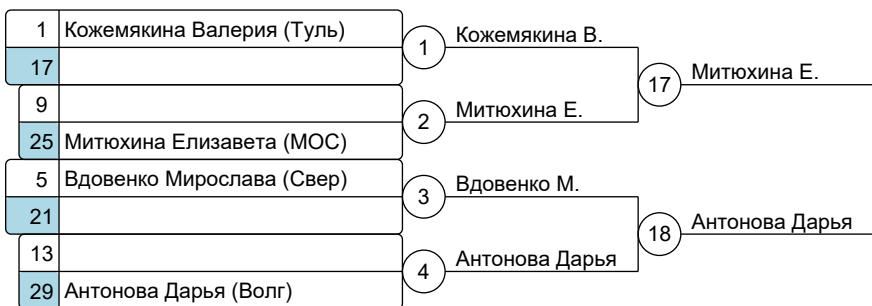 1 Кожемякина Валерия (Туль)
17
1 Кожемякина В.
9
25 Митюхина Елизавета (МОС)
2 Митюхина Е.
17 Митюхина Е.
5 Вдовенко Мирослава (Свер)
21
3 Вдовенко М.
13
29 Антонова Дарья (Волг)
4 Антонова Дарья
18 Антонова Дарья